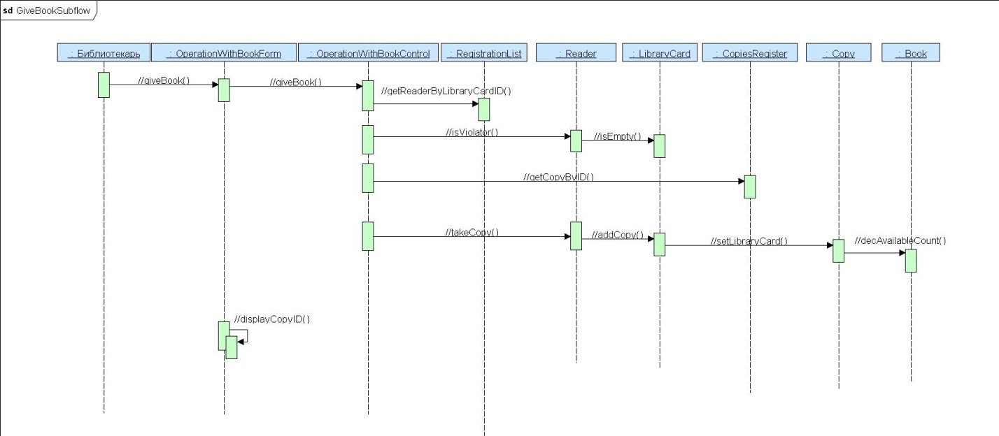 sd GiveBookSubflow
: Библиотекарь
: OperationWithBookForm
: OperationWithBookControl
: RegistrationList
: Reader
: LibraryCard
: CopiesRegister
: Copy
: Book
//giveBook()
//giveBook()
//getReaderByLibraryCardID()
//isViolator()
//isEmpty()
//getCopyByID()
//takeCopy()
//addCopy()
//setLibraryCard()
//decAvailableCount()
//displayCopyID()